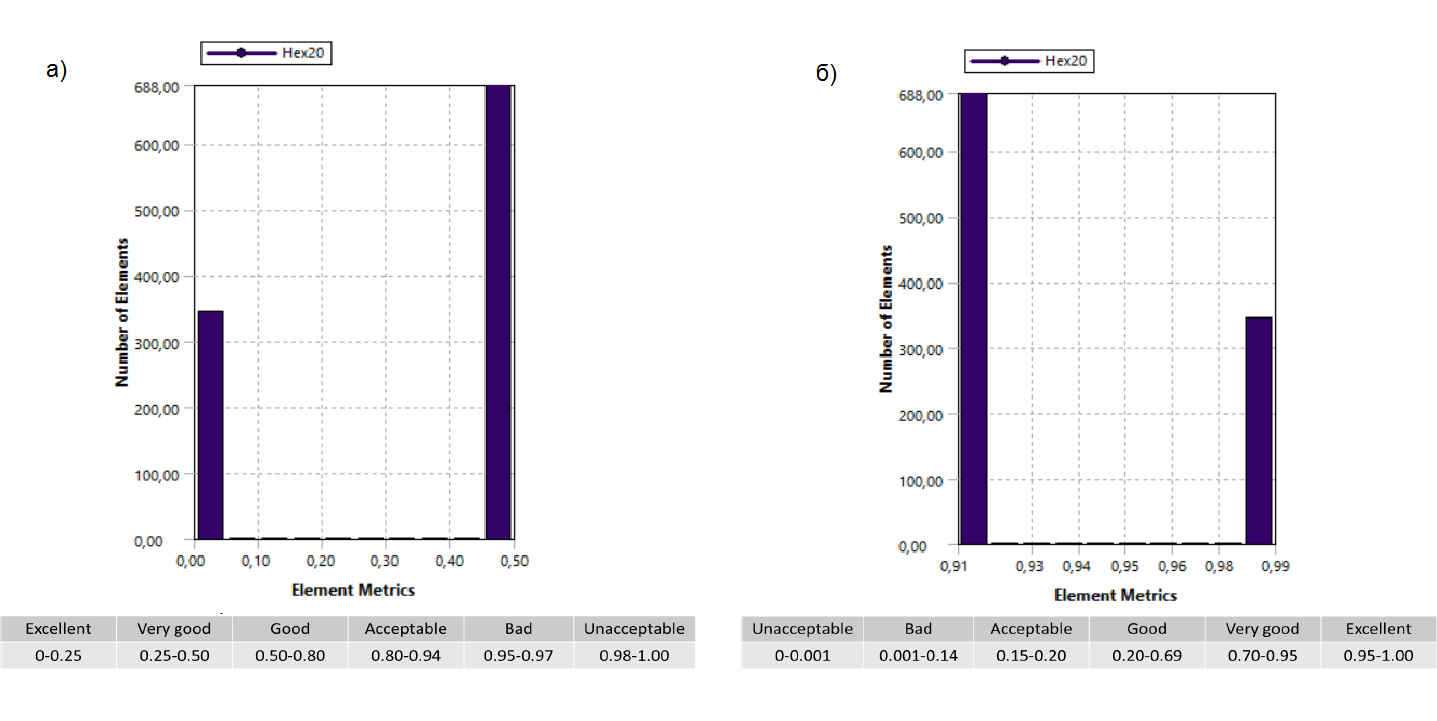 а)
Hex20
688,00
600,00
500,00
400,00
300,00
200,00
100,00
0,00
Number of Elements
0,00 0,10 0,20 0,30 0,40 0,50
Element Metrics
Excellent Very good Good Acceptable Bad Unacceptable
0-0.25 0.25-0.50 0.50-0.80 0.80-0.94 0.95-0.97 0.98-1.00
б)
Hex20
688,00
600,00
500,00
400,00
300,00
200,00
100,00
0,00
Number of Elements
0,91 0,93 0,94 0,95 0,96 0,98 0,99
Element Metrics
Unacceptable Bad Acceptable Good Very good Excellent
0-0.001 0.001-0.14 0.15-0.20 0.20-0.69 0.70-0.95 0.95-1.00